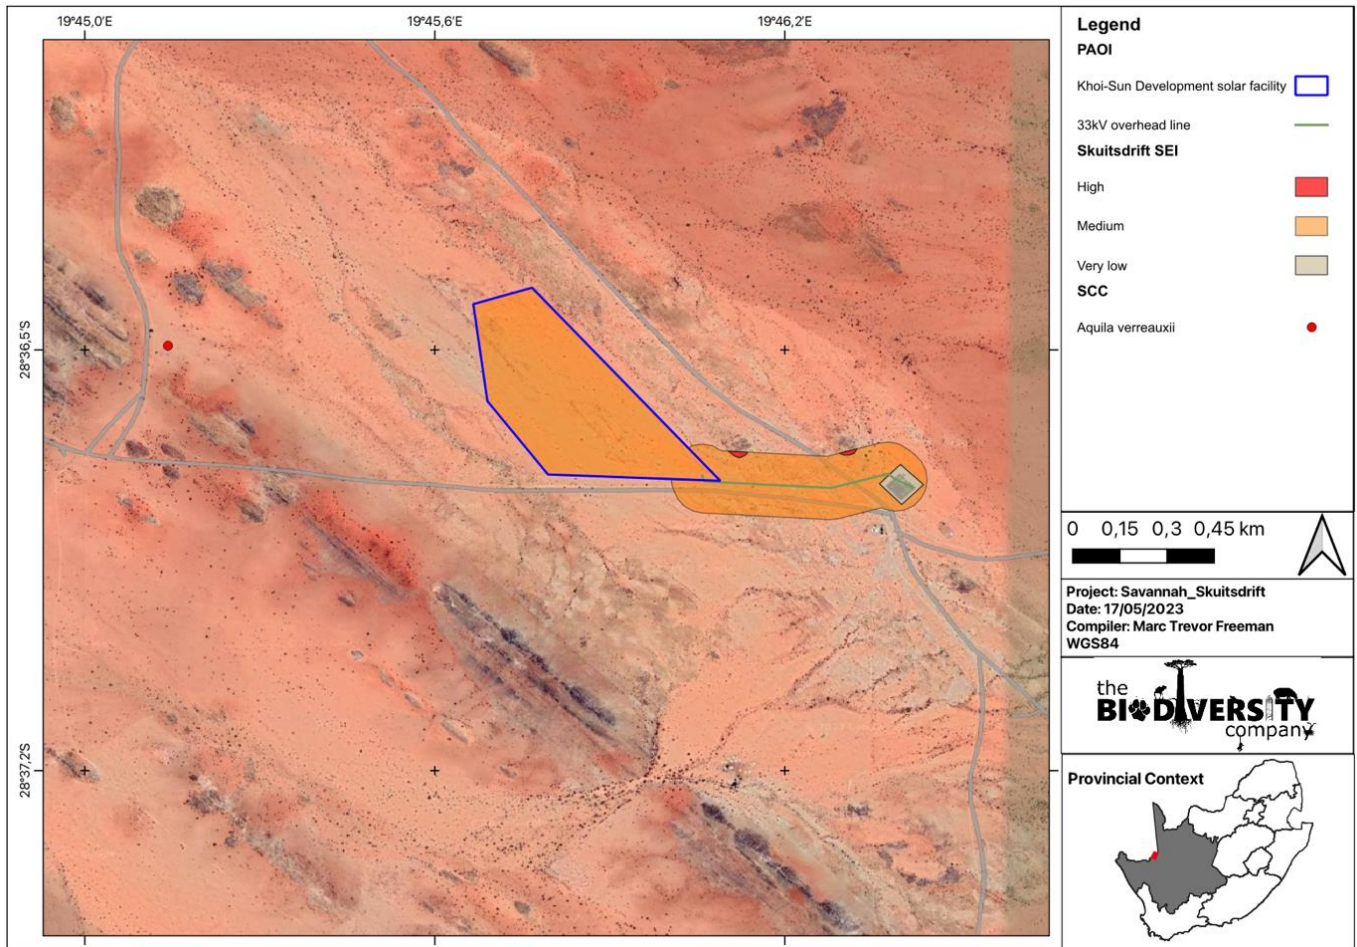 19°45,0'E
19°45,6'E
19°46,2'E
28°36,5'S
28°37,2'S
Legend
PAOI
Khoi-Sun Development solar facility
33kV overhead line
Skuitsdrift SEI
High
Medium
Very low
SCC
Aquila verreauxii
0 0,15 0,3 0,45 km
Project: Savannah_Skuitsdrift
Date: 17/05/2023
Compiler: Marc Trevor Freeman
WGS84
the
BIODIVERSITY
company
Provincial Context